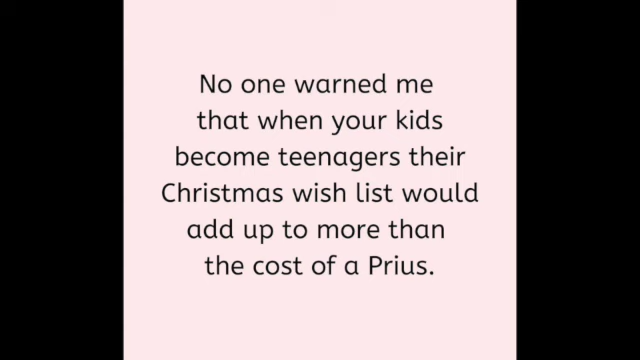 No one warned me
that when your kids
become teenagers their
Christmas wish list would
add up to more than
the cost of a Prius.